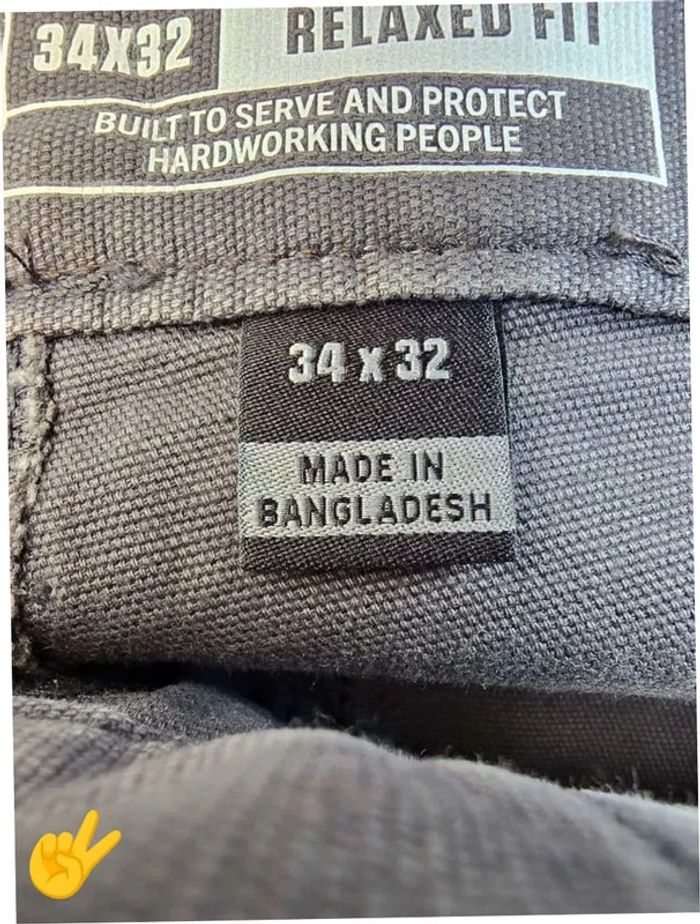 34X32
RELAXED FIT
BUILT TO SERVE AND PROTECT
HARDWORKING PEOPLE
34 X 32
MADE IN
BANGLADESH